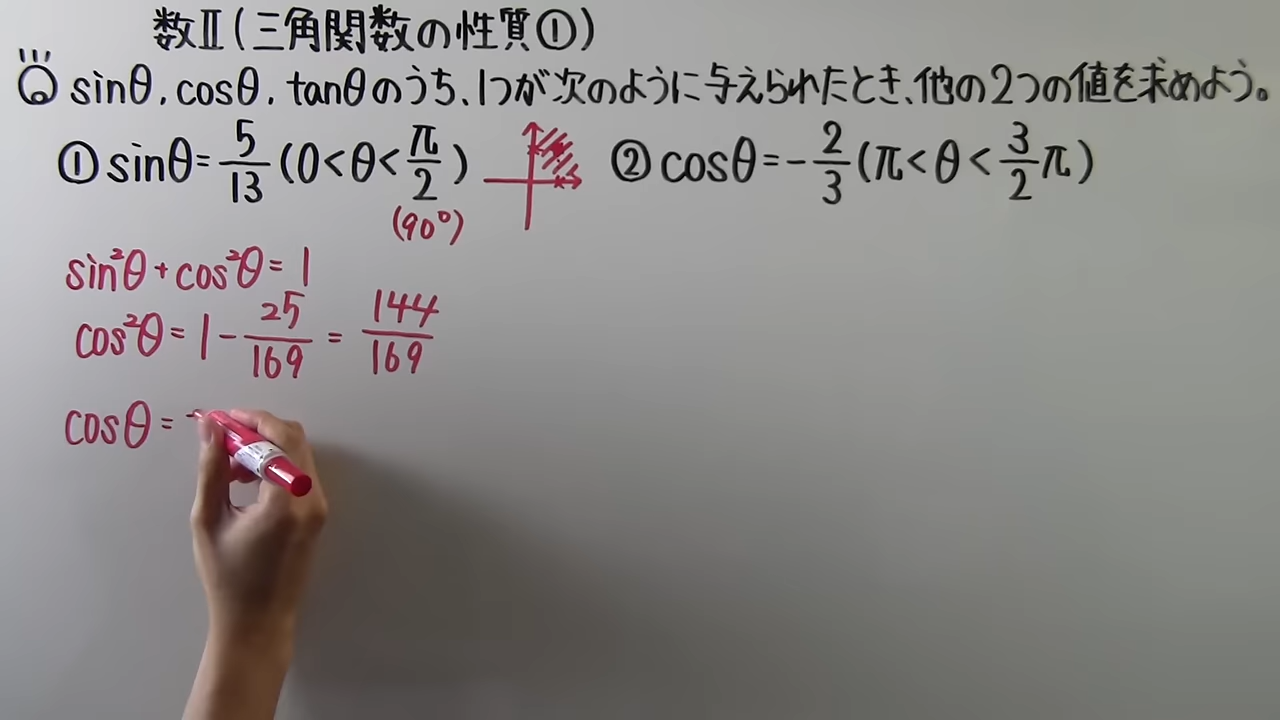 数Ⅱ(三角関数の性質①)
Q sinθ, cosθ, tanθのうち、1つが次のように与えられたとき、他の2つの値を求めよう。
① sinθ=5/13 (0<θ<π/2) ② cosθ=-2/3 (π<θ<3/2π)
(90°)
sin²θ+cos²θ=1
cos²θ=1-25/169=144/169
cosθ=